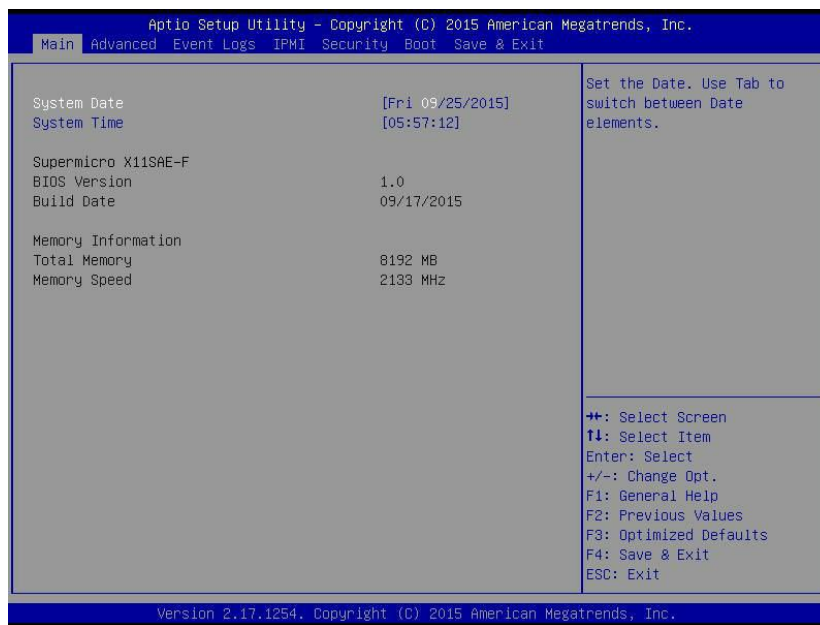 Aptio Setup Utility – Copyright (C) 2015 American Megatrends, Inc.
Main Advanced Event Logs IPMI Security Boot Save & Exit
System Date [Fri 09/25/2015]
System Time [05:57:12]
Supermicro X11SAE-F
BIOS Version 1.0
Build Date 09/17/2015
Memory Information
Total Memory 8192 MB
Memory Speed 2133 MHz
Set the Date. Use Tab to
switch between Date
elements.
→←: Select Screen
↑↓: Select Item
Enter: Select
+/-: Change Opt.
F1: General Help
F2: Previous Values
F3: Optimized Defaults
F4: Save & Exit
ESC: Exit
Version 2.17.1254. Copyright (C) 2015 American Megatrends, Inc.